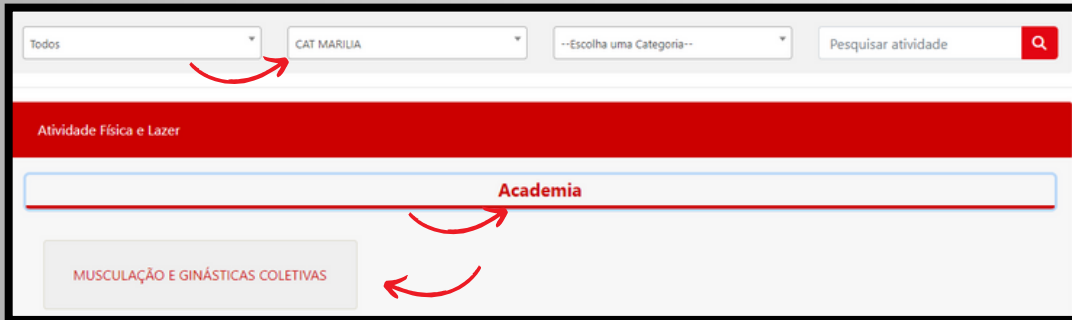 Todos CAT MARILIA --Escolha uma Categoria-- Pesquisar atividade
Atividade Física e Lazer
Academia
MUSCULAÇÃO E GINÁSTICAS COLETIVAS